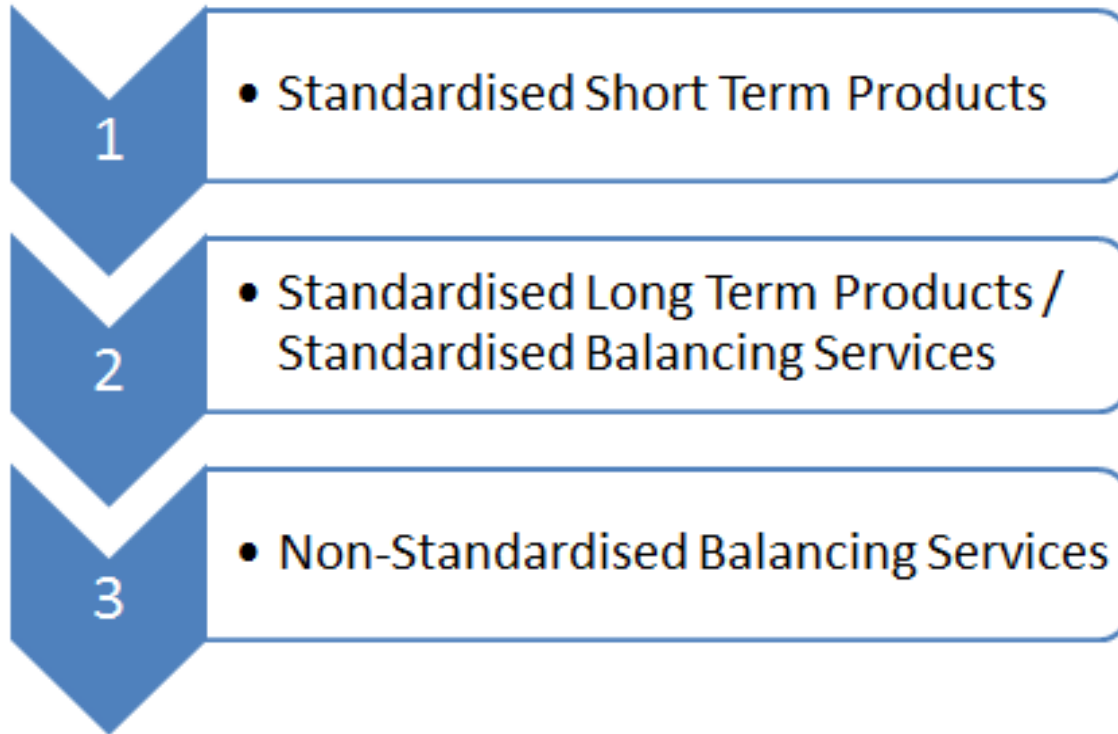 1
• Standardised Short Term Products
2
• Standardised Long Term Products /
Standardised Balancing Services
3
• Non-Standardised Balancing Services